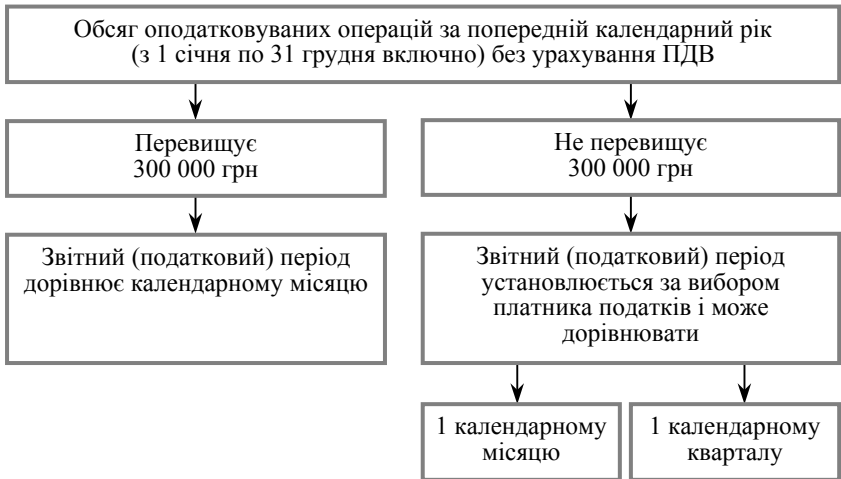 Обсяг оподатковуваних операцій за попередній календарний рік
(з 1 січня по 31 грудня включно) без урахування ПДВ
Перевищує
300 000 грн
Не перевищує
300 000 грн
Звітний (податковий) період
дорівнює календарному місяцю
Звітний (податковий) період
установлюється за вибором
платника податків і може
дорівнювати
1 календарному
місяцю
1 календарному
кварталу